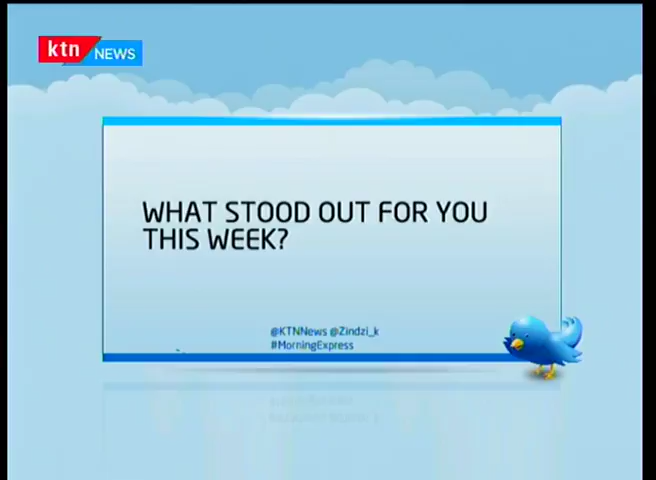 ktn NEWS
WHAT STOOD OUT FOR YOU
THIS WEEK?
@KTNNews @Zindzi_k
#MorningExpress